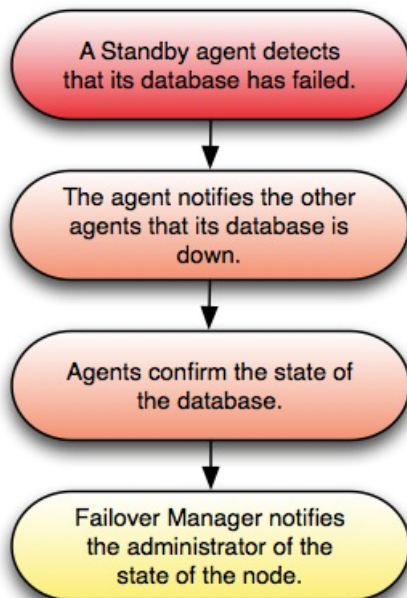 A Standby agent detects
that its database has failed.
The agent notifies the other
agents that its database is
down.
Agents confirm the state of
the database.
Failover Manager notifies
the administrator of the
state of the node.